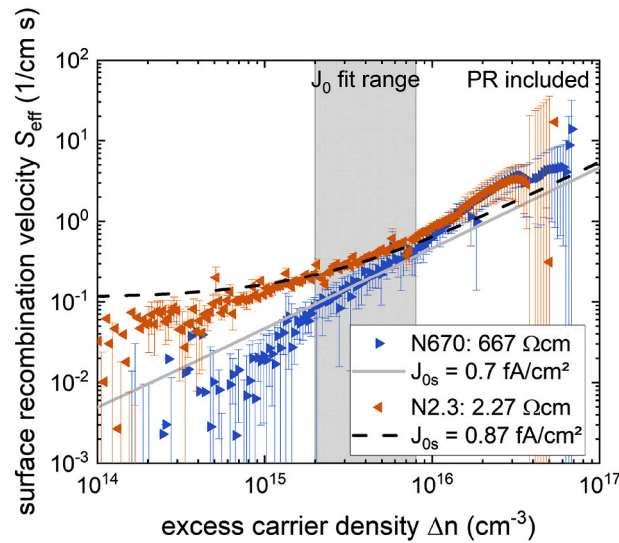 J₀ fit range
PR included
surface recombination velocity S_eff (1/cm s)
10²
10¹
10⁰
10⁻¹
10⁻²
10⁻³
N670: 667 Ωcm
J₀ₛ = 0.7 fA/cm²
N2.3: 2.27 Ωcm
J₀ₛ = 0.87 fA/cm²
10¹⁴
10¹⁵
10¹⁶
10¹⁷
excess carrier density Δn (cm⁻³)